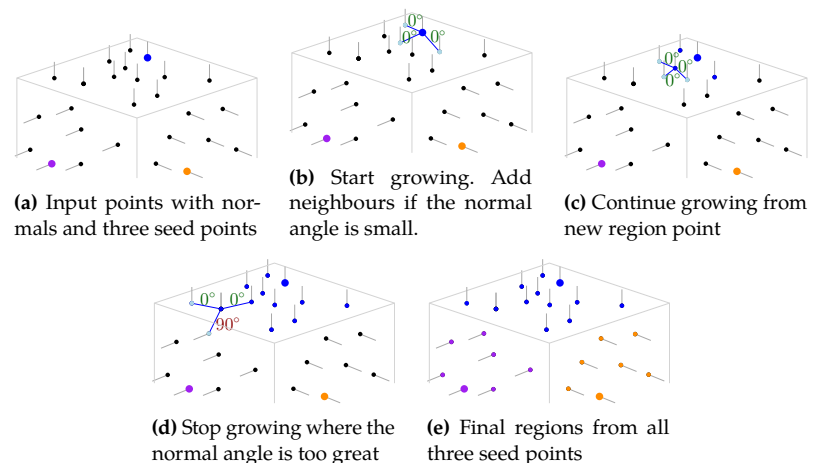 0°
0°
0°
0°
0°
0°
(a) Input points with nor-
mals and three seed points
(b) Start growing. Add
neighbours if the normal
angle is small.
(c) Continue growing from
new region point
0°
0°
90°
(d) Stop growing where the
normal angle is too great
(e) Final regions from all
three seed points